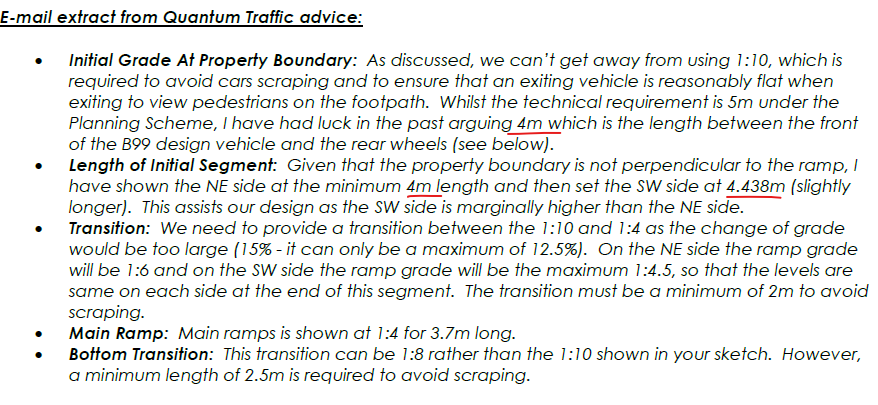 E-mail extract from Quantum Traffic advice:
• Initial Grade At Property Boundary: As discussed, we can't get away from using 1:10, which is
required to avoid cars scraping and to ensure that an exiting vehicle is reasonably flat when
exiting to view pedestrians on the footpath. Whilst the technical requirement is 5m under the
Planning Scheme, I have had luck in the past arguing 4m which is the length between the front
of the B99 design vehicle and the rear wheels (see below).
• Length of Initial Segment: Given that the property boundary is not perpendicular to the ramp, I
have shown the NE side at the minimum 4m length and then set the SW side at 4.438m (slightly
longer). This assists our design as the SW side is marginally higher than the NE side.
• Transition: We need to provide a transition between the 1:10 and 1:4 as the change of grade
would be too large (15% - it can only be a maximum of 12.5%). On the NE side the ramp grade
will be 1:6 and on the SW side the ramp grade will be the maximum 1:4.5, so that the levels are
same on each side at the end of this segment. The transition must be a minimum of 2m to avoid
scraping.
• Main Ramp: Main ramps is shown at 1:4 for 3.7m long.
• Bottom Transition: This transition can be 1:8 rather than the 1:10 shown in your sketch. However,
a minimum length of 2.5m is required to avoid scraping.